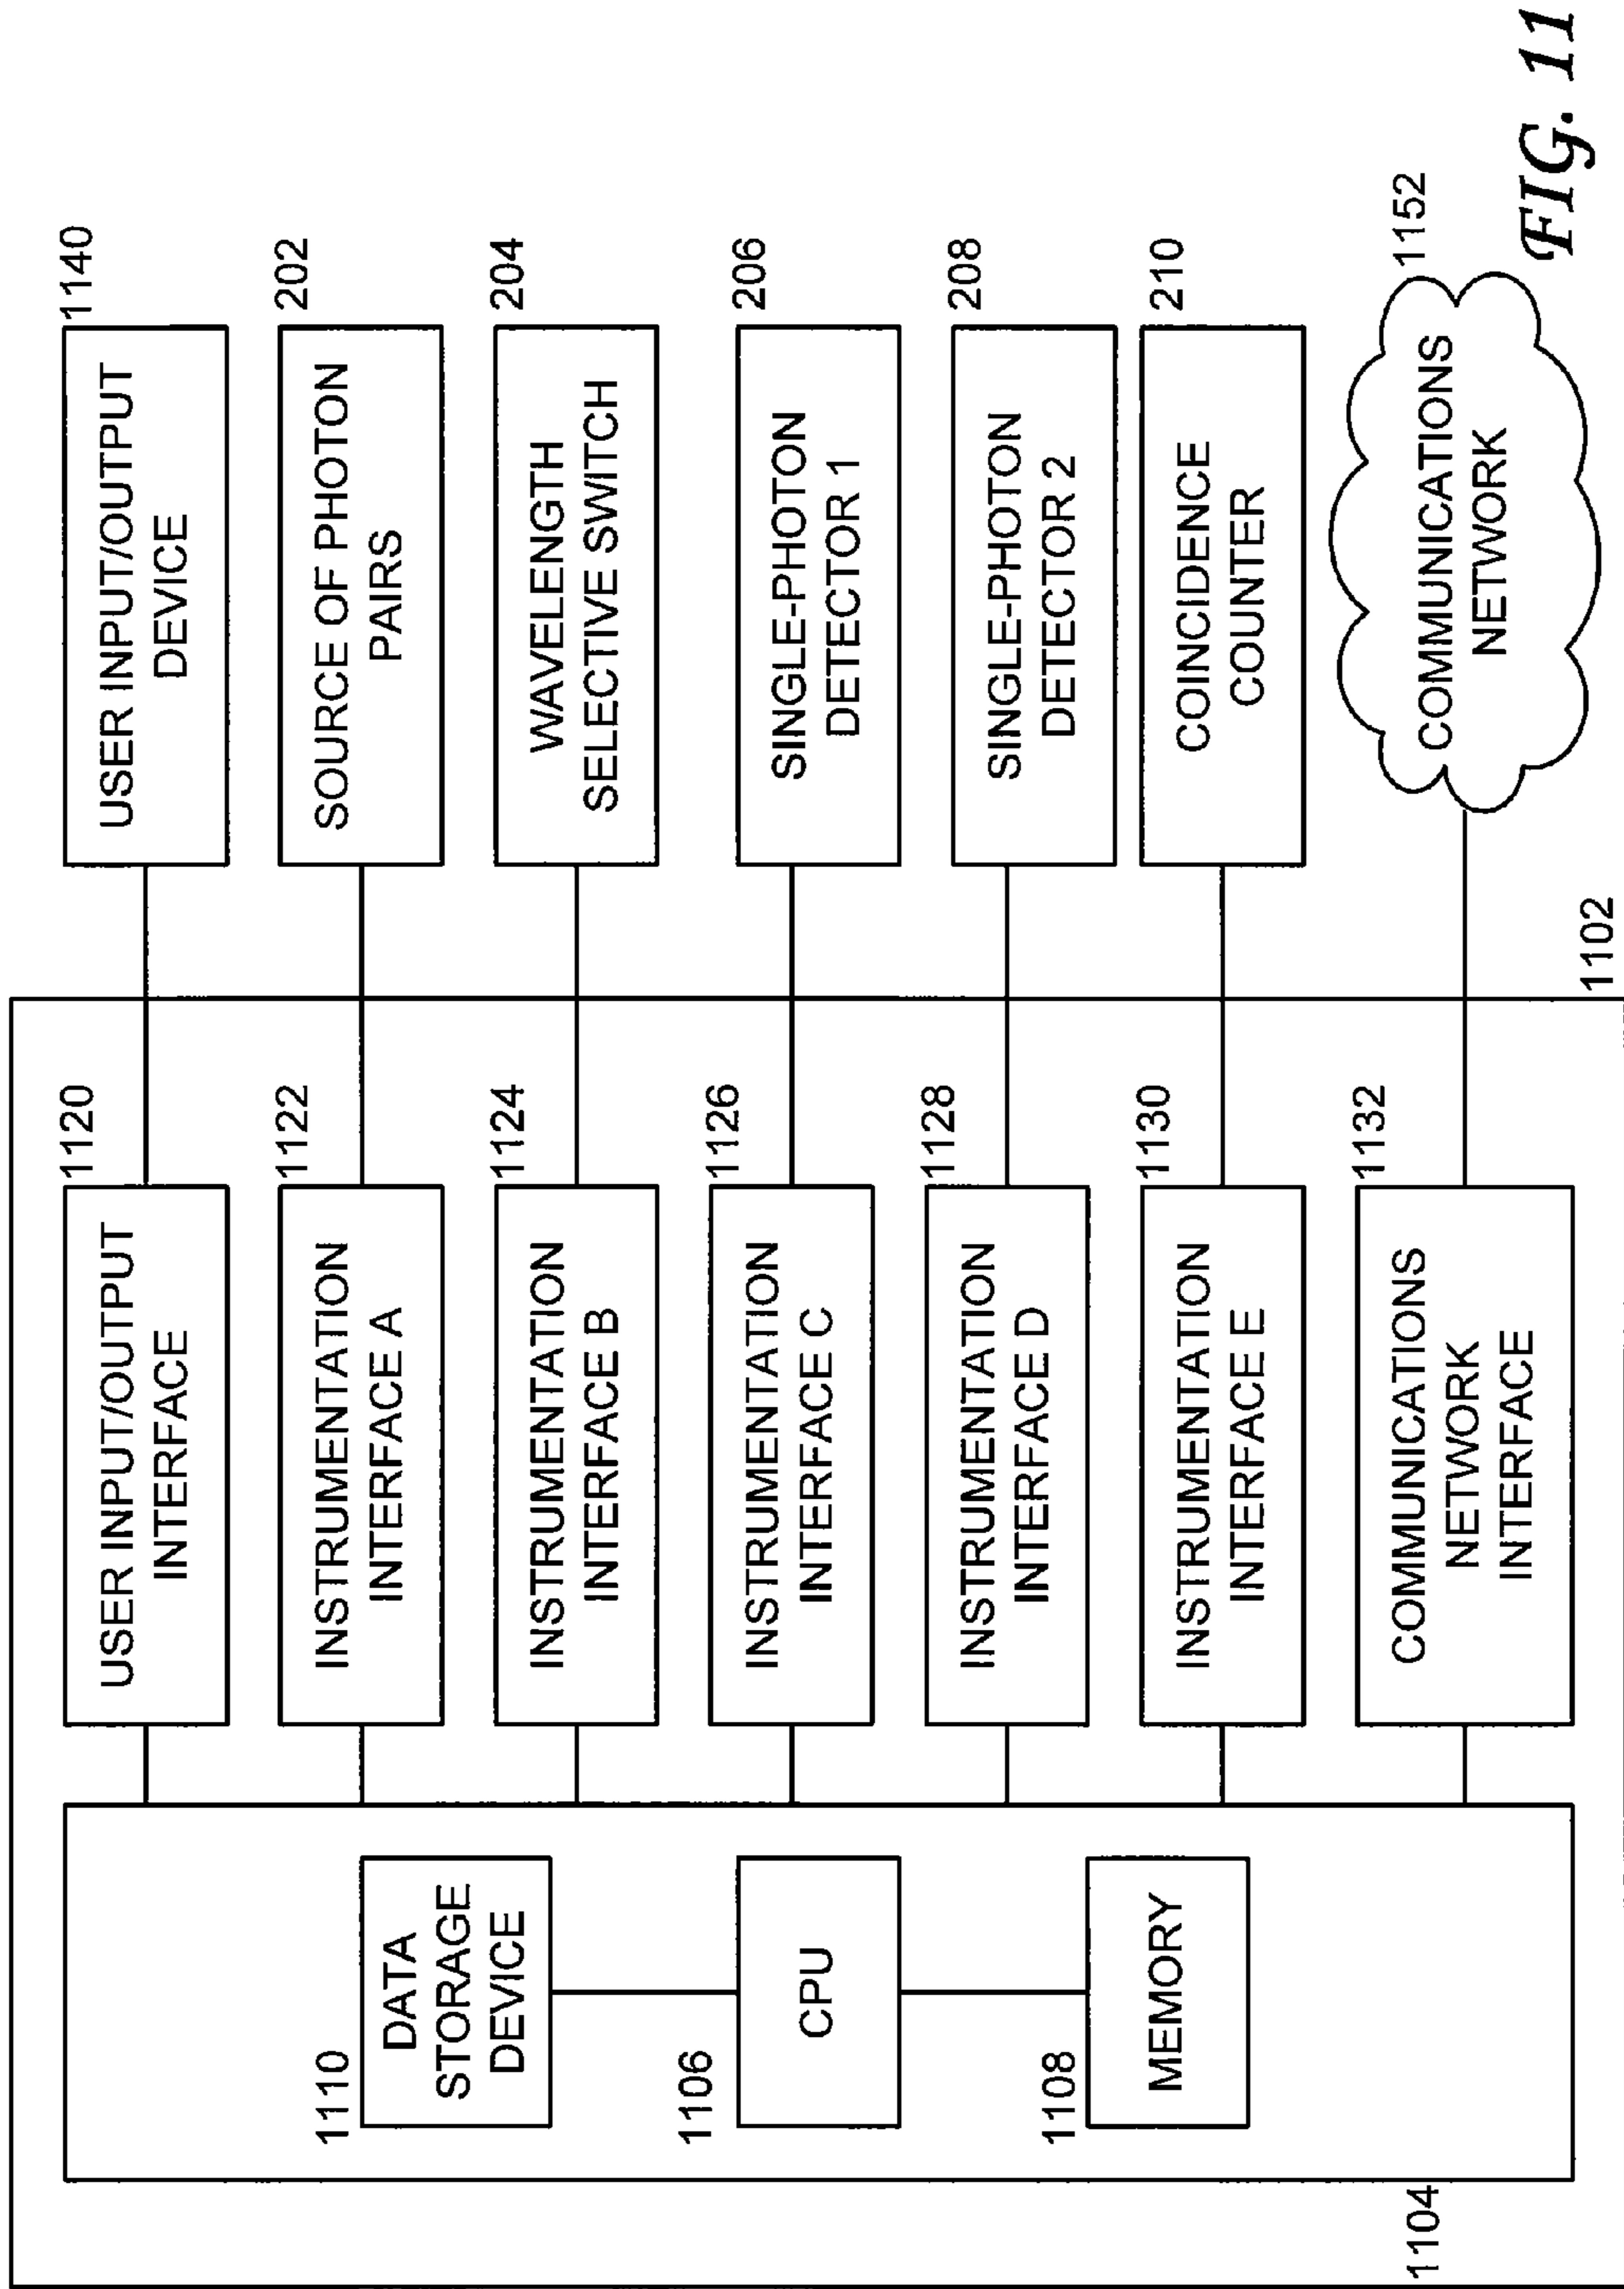 1110
DATA
STORAGE
DEVICE
1106
CPU
1108
MEMORY
1104
1120
USER INPUT/OUTPUT
INTERFACE
1122
INSTRUMENTATION
INTERFACE A
1124
INSTRUMENTATION
INTERFACE B
1126
INSTRUMENTATION
INTERFACE C
1128
INSTRUMENTATION
INTERFACE D
1130
INSTRUMENTATION
INTERFACE E
1132
COMMUNICATIONS
NETWORK
INTERFACE
1102
1140
USER INPUT/OUTPUT
DEVICE
202
SOURCE OF PHOTON
PAIRS
204
WAVELENGTH
SELECTIVE SWITCH
206
SINGLE-PHOTON
DETECTOR 1
208
SINGLE-PHOTON
DETECTOR 2
210
COINCIDENCE
COUNTER
1152
COMMUNICATIONS
NETWORK
FIG. 11